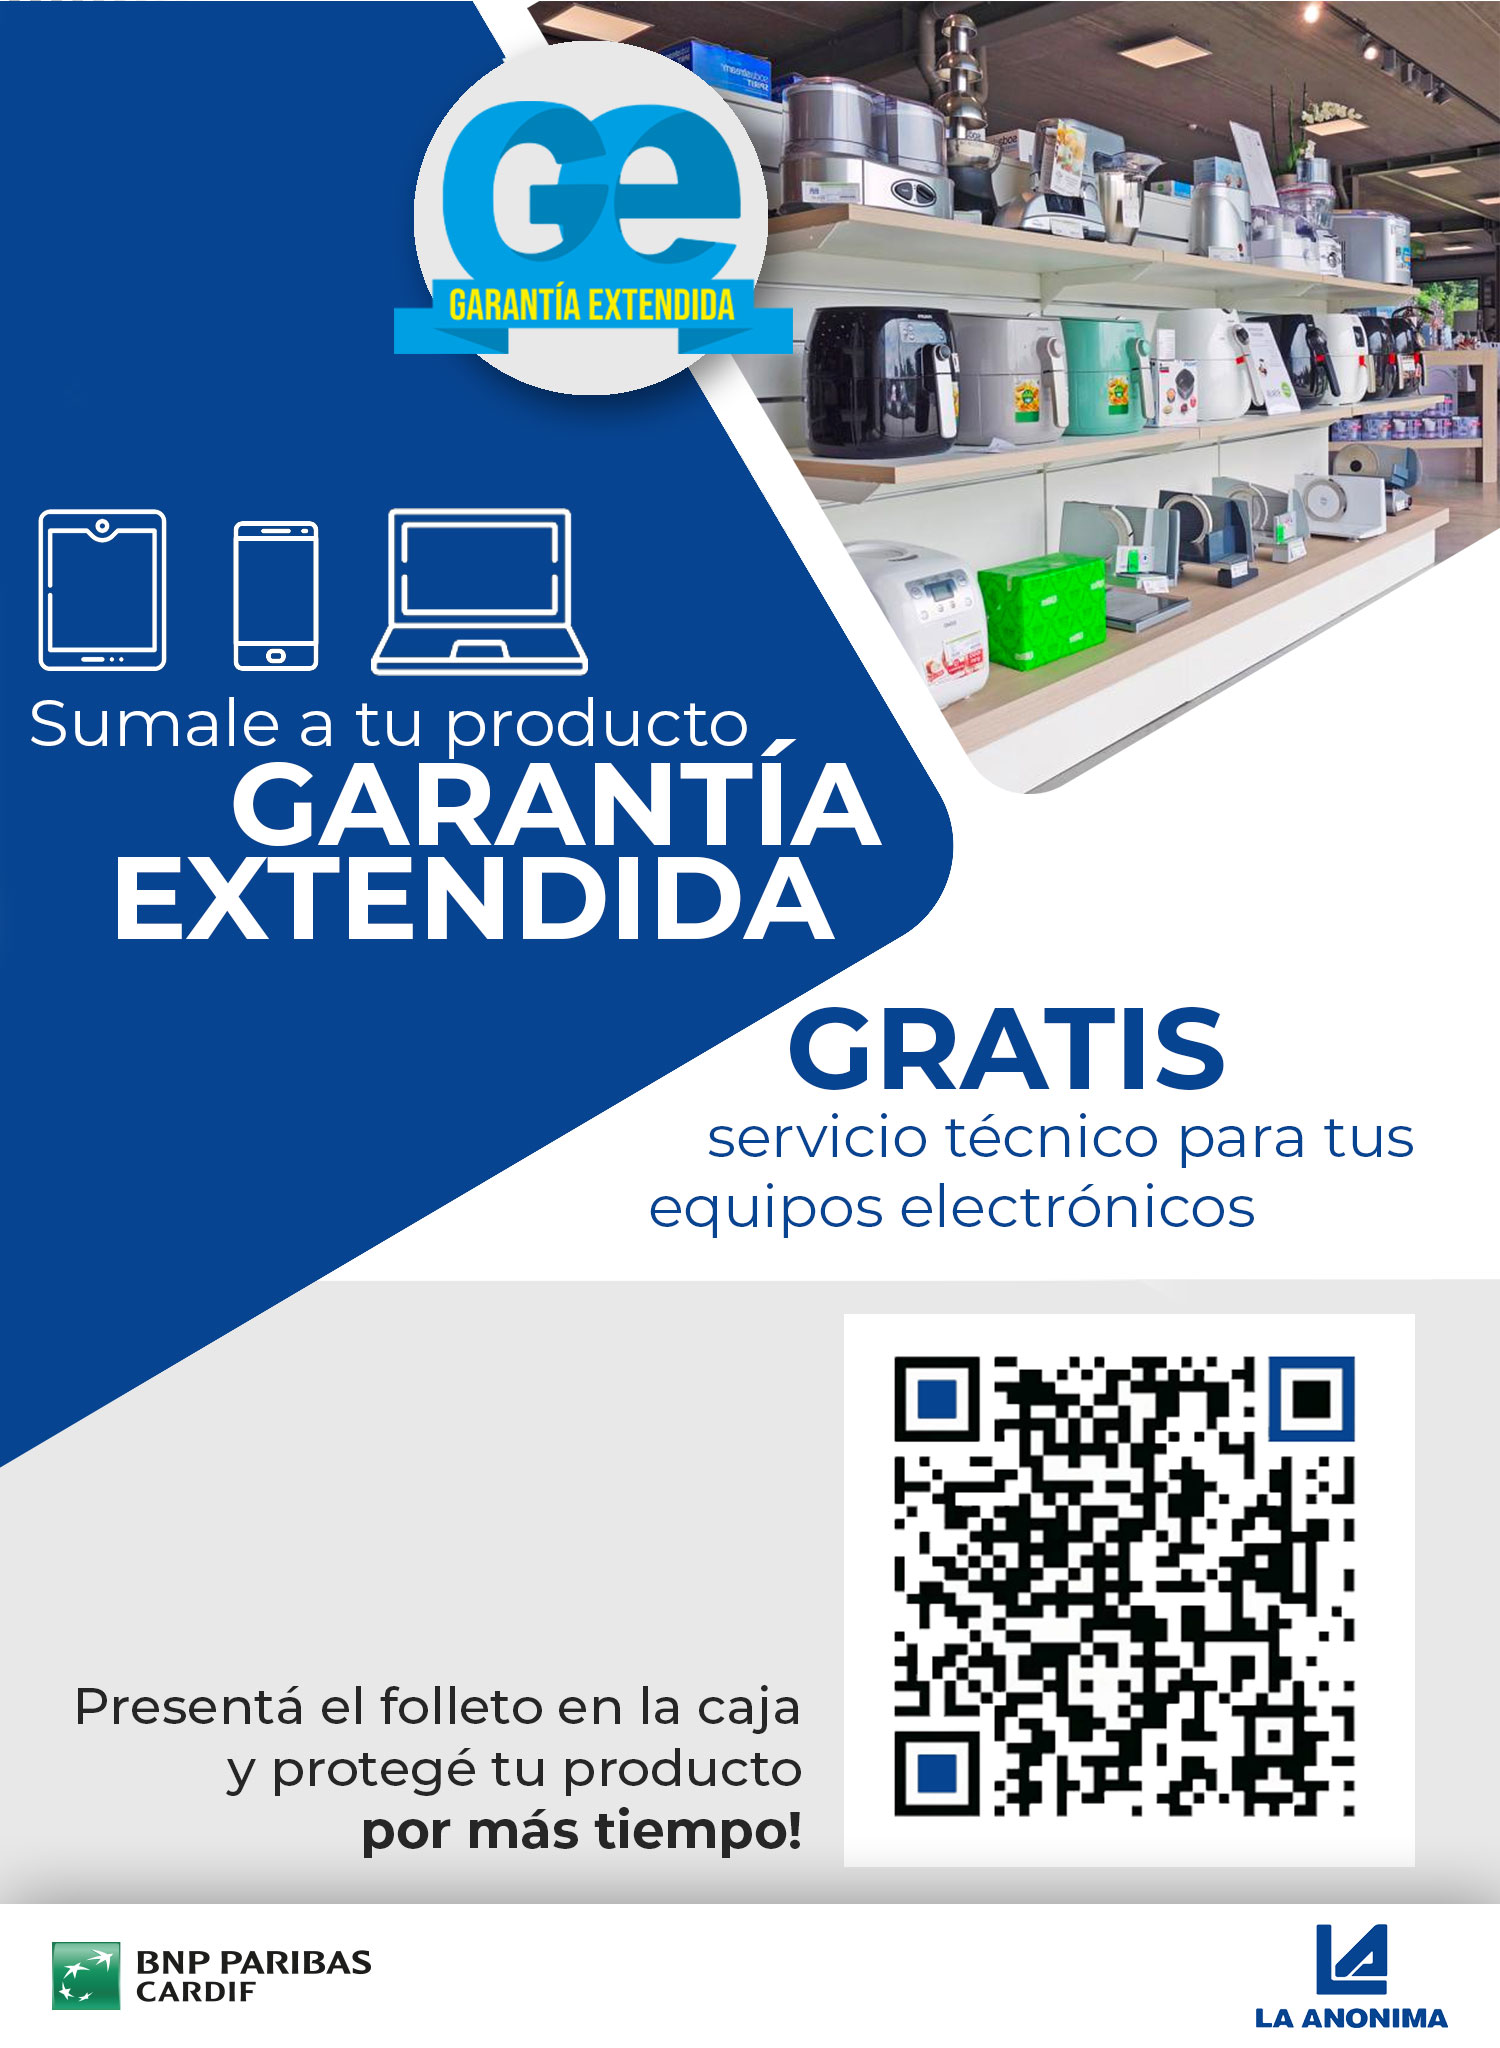 Ge
GARANTÍA EXTENDIDA
Sumale a tu producto
GARANTÍA
EXTENDIDA
GRATIS
servicio técnico para tus
equipos electrónicos
Presentá el folleto en la caja
y protegé tu producto
por más tiempo!
BNP PARIBAS
CARDIF
LA
LA ANONIMA